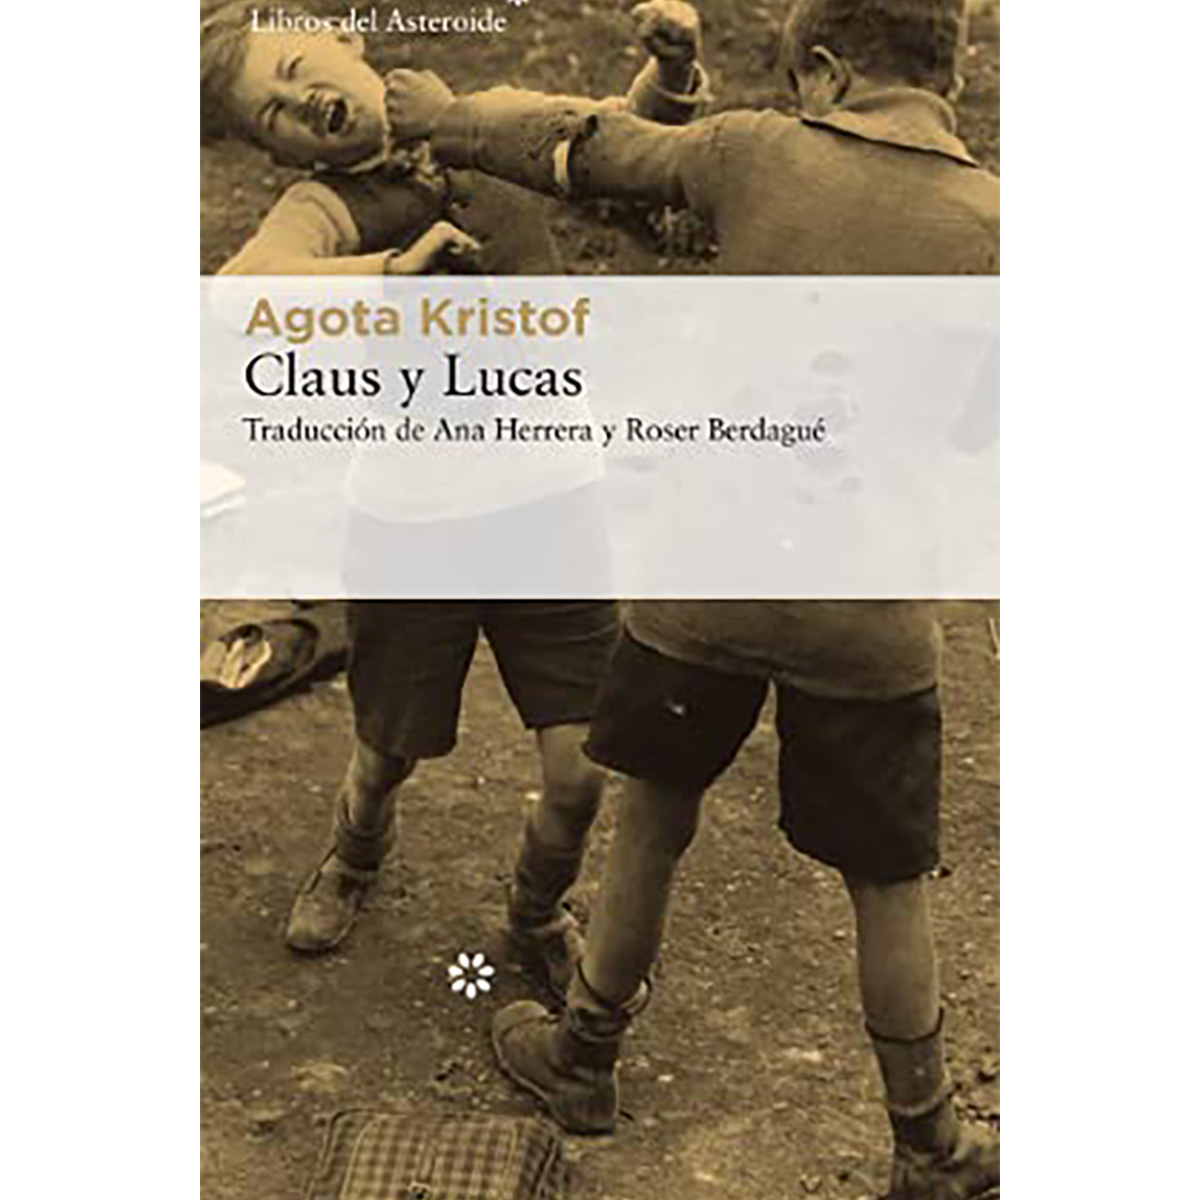 Libros del Asteroide
Agota Kristof
Claus y Lucas
Traducción de Ana Herrera y Roser Berdagué